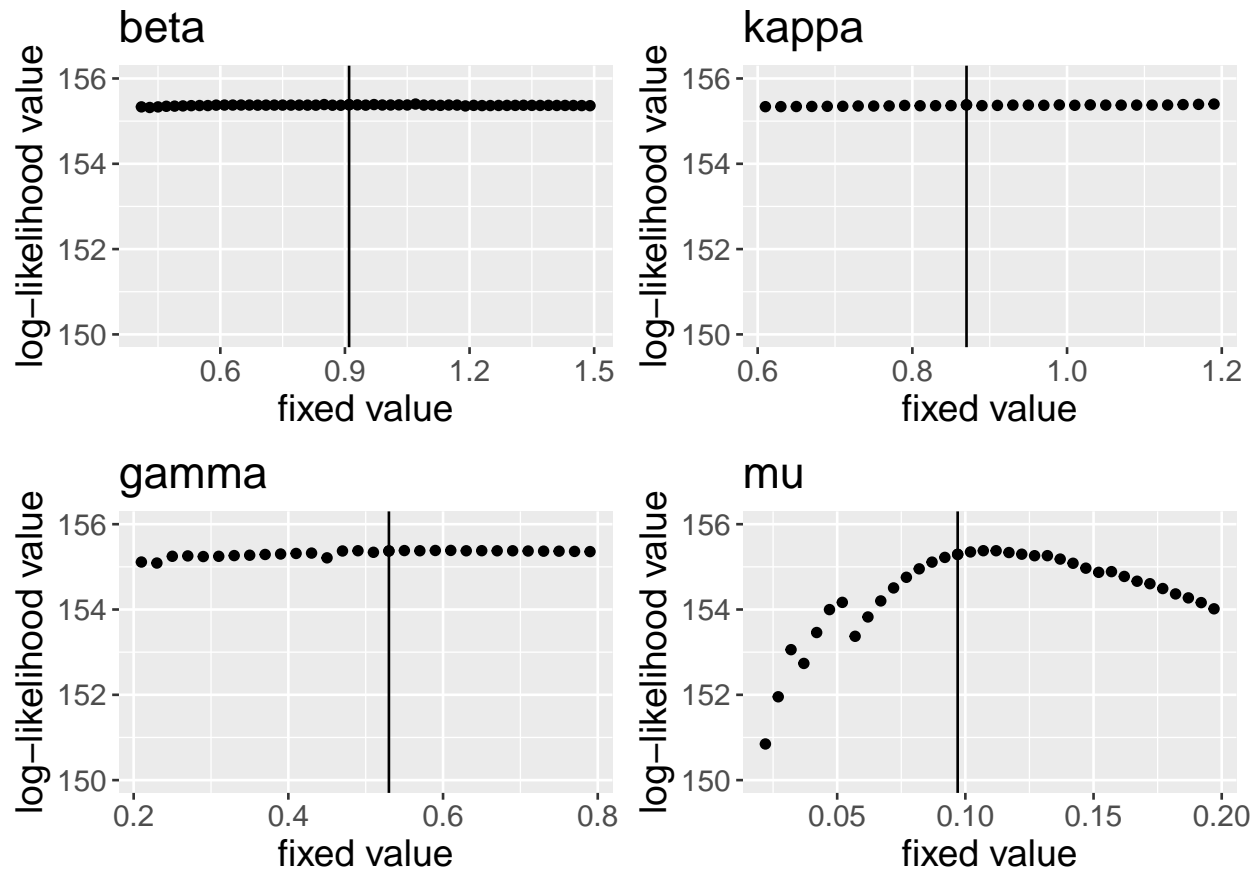 beta
log−likelihood value
156
154
152
150
0.6 0.9 1.2 1.5
fixed value
kappa
log−likelihood value
156
154
152
150
0.6 0.8 1.0 1.2
fixed value
gamma
log−likelihood value
156
154
152
150
0.2 0.4 0.6 0.8
fixed value
mu
log−likelihood value
156
154
152
150
0.05 0.10 0.15 0.20
fixed value